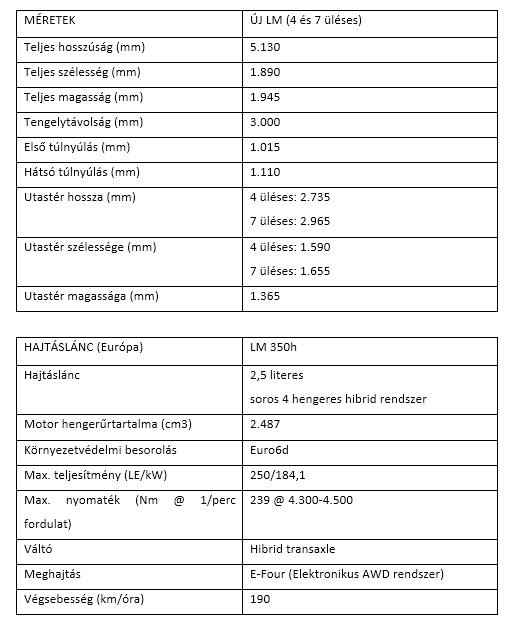 MÉRETEK ÚJ LM (4 és 7 üléses)
Teljes hosszúság (mm) 5.130
Teljes szélesség (mm) 1.890
Teljes magasság (mm) 1.945
Tengelytávolság (mm) 3.000
Első túlnyúlás (mm) 1.015
Hátsó túlnyúlás (mm) 1.110
Utastér hossza (mm) 4 üléses: 2.735
7 üléses: 2.965
Utastér szélessége (mm) 4 üléses: 1.590
7 üléses: 1.655
Utastér magassága (mm) 1.365
HAJTÁSLÁNC (Európa) LM 350h
Hajtáslánc 2,5 literes
soros 4 hengeres hibrid rendszer
Motor hengerűrtartalma (cm3) 2.487
Környezetvédelmi besorolás Euro6d
Max. teljesítmény (LE/kW) 250/184,1
Max. nyomaték (Nm @ 1/perc 239 @ 4.300-4.500
fordulat)
Váltó Hibrid transaxle
Meghajtás E-Four (Elektronikus AWD rendszer)
Végsebesség (km/óra) 190